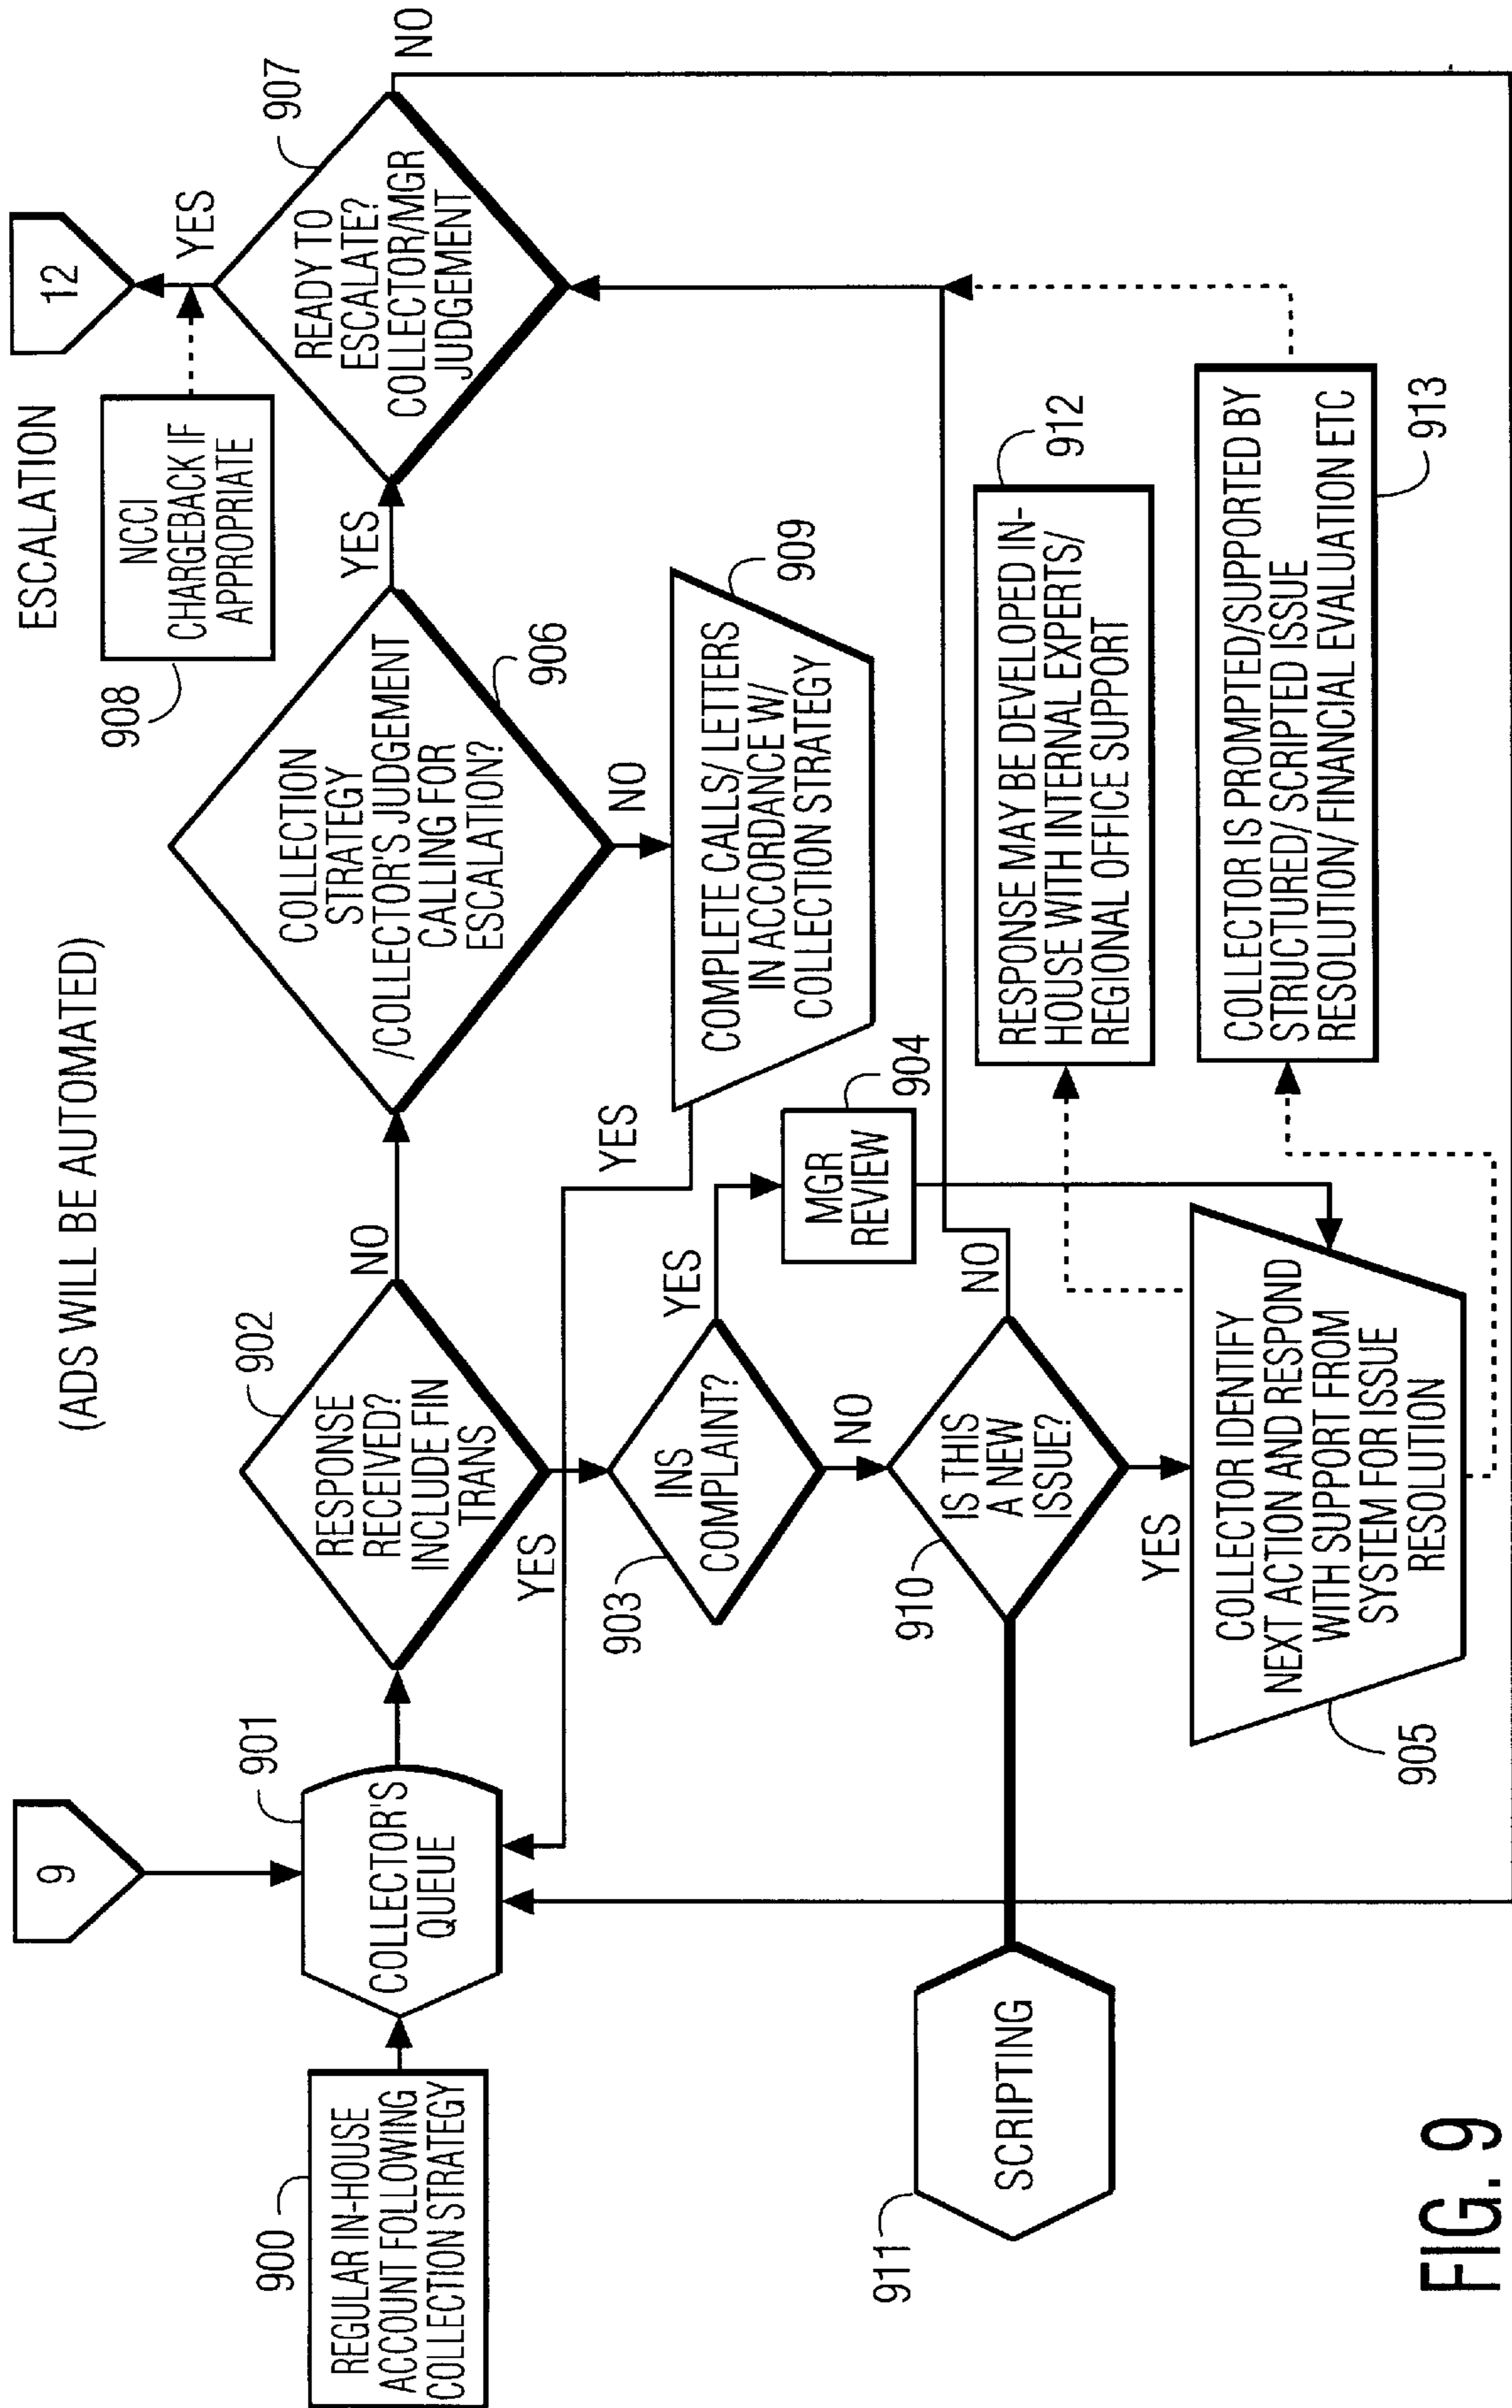 (ADS WILL BE AUTOMATED)
ESCALATION
9
12
900
REGULAR IN-HOUSE
ACCOUNT FOLLOWING
COLLECTION STRATEGY
901
COLLECTOR'S
QUEUE
902
RESPONSE
RECEIVED?
INCLUDE FIN
TRANS
NO
YES
COLLECTION
STRATEGY
/COLLECTOR'S JUDGEMENT
CALLING FOR
ESCALATION?
906
YES
NO
908
NCCI
CHARGEBACK IF
APPROPRIATE
YES
907
READY TO
ESCALATE?
COLLECTOR/MGR
JUDGEMENT
NO
COMPLETE CALLS/ LETTERS
IN ACCORDANCE W/
COLLECTION STRATEGY
909
YES
903
INS
COMPLAINT?
YES
NO
MGR
REVIEW
904
910
IS THIS
A NEW
ISSUE?
NO
YES
911
SCRIPTING
RESPONSE MAY BE DEVELOPED IN-
HOUSE WITH INTERNAL EXPERTS/
REGIONAL OFFICE SUPPORT
912
COLLECTOR IDENTIFY
NEXT ACTION AND RESPOND
WITH SUPPORT FROM
SYSTEM FOR ISSUE
RESOLUTION
905
COLLECTOR IS PROMPTED/SUPPORTED BY
STRUCTURED/ SCRIPTED ISSUE
RESOLUTION/ FINANCIAL EVALUATION ETC
913
FIG. 9